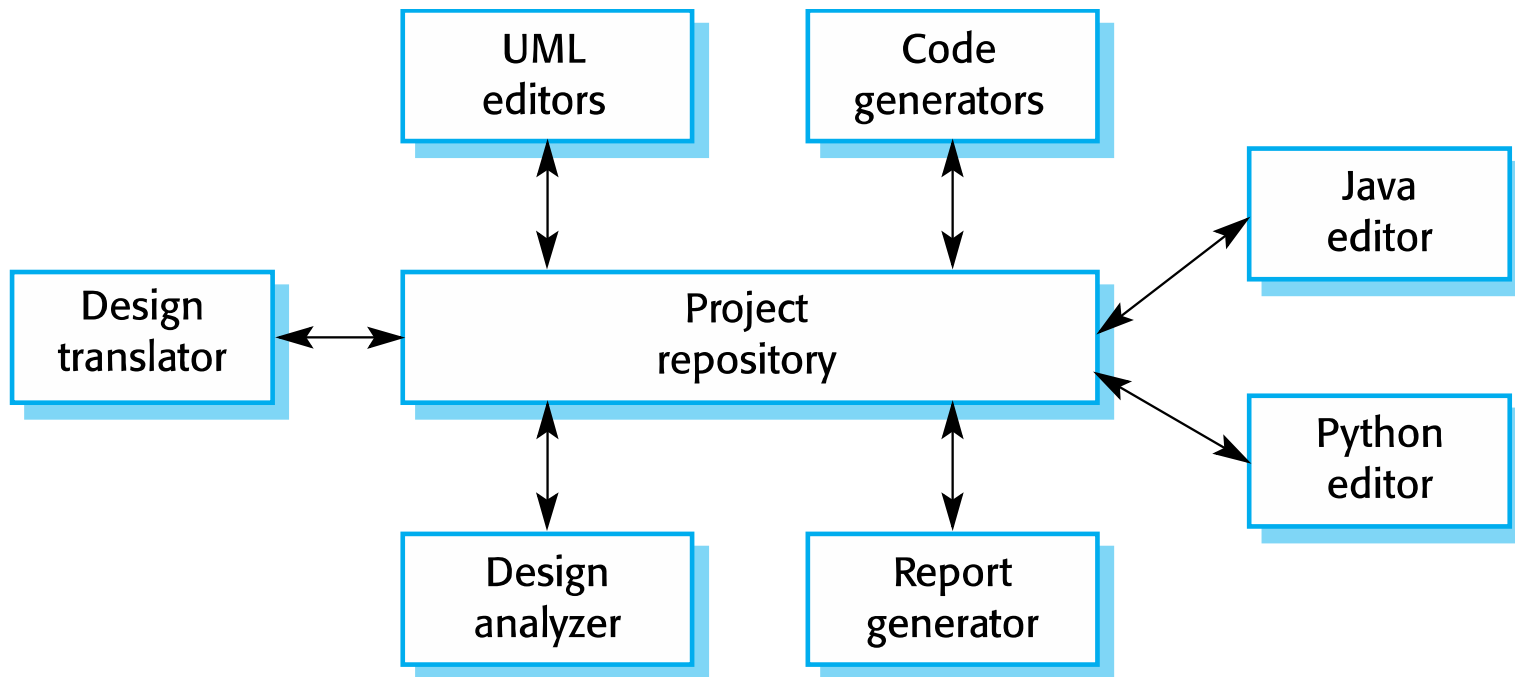 UML
editors
Code
generators
Java
editor
Design
translator
Project
repository
Python
editor
Design
analyzer
Report
generator